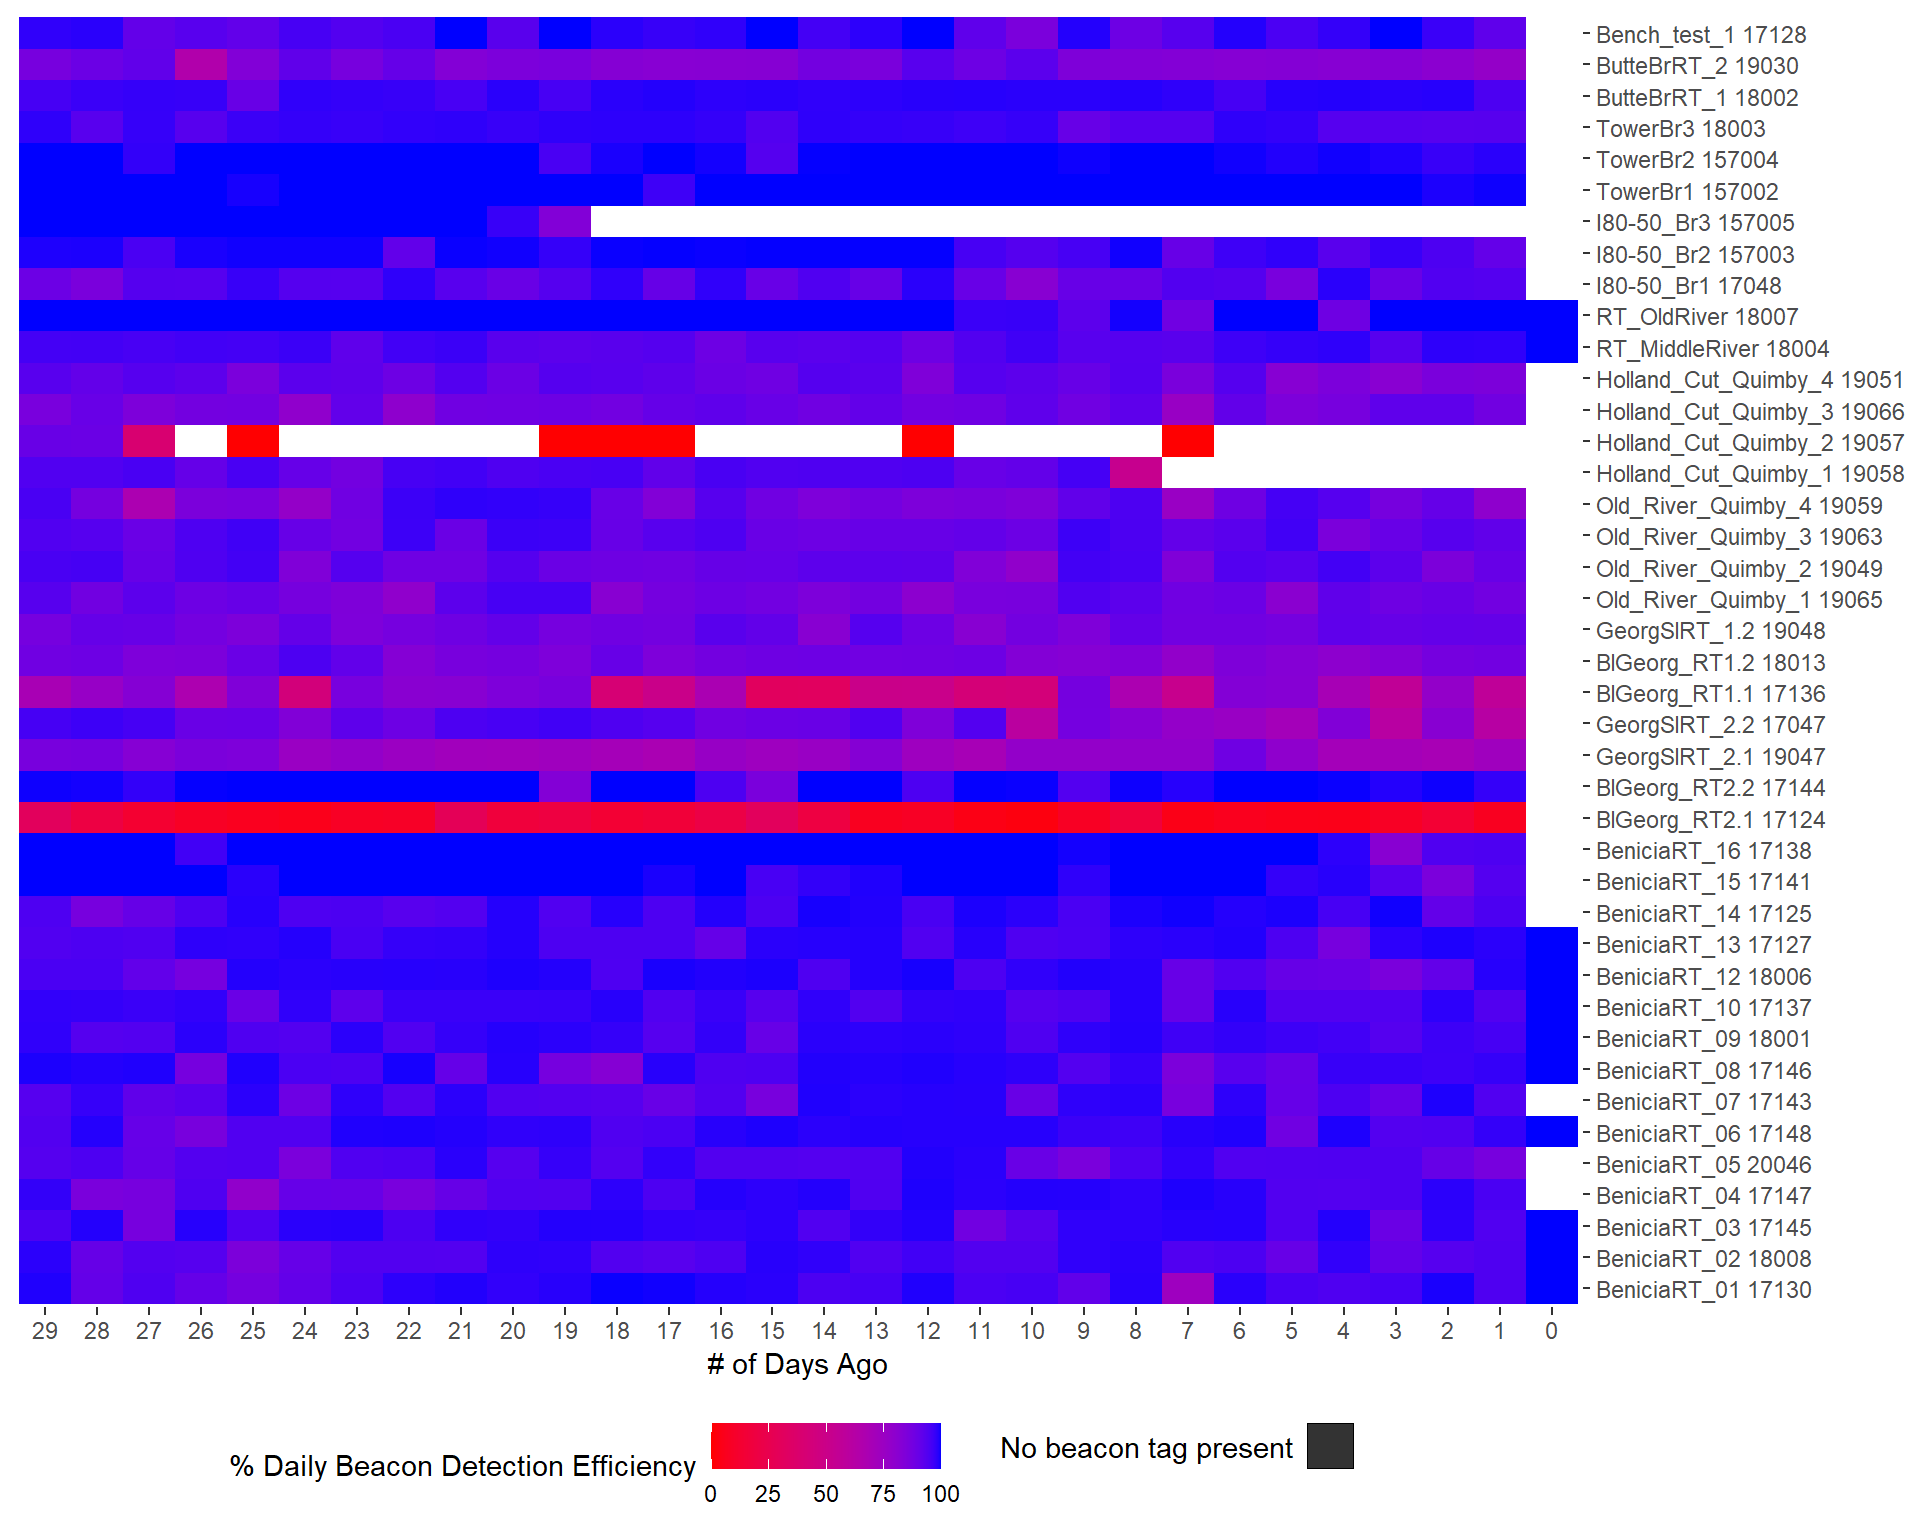 Bench_test_1 17128
ButteBrRT_2 19030
ButteBrRT_1 18002
TowerBr3 18003
TowerBr2 157004
TowerBr1 157002
I80-50_Br3 157005
I80-50_Br2 157003
I80-50_Br1 17048
RT_OldRiver 18007
RT_MiddleRiver 18004
Holland_Cut_Quimby_4 19051
Holland_Cut_Quimby_3 19066
Holland_Cut_Quimby_2 19057
Holland_Cut_Quimby_1 19058
Old_River_Quimby_4 19059
Old_River_Quimby_3 19063
Old_River_Quimby_2 19049
Old_River_Quimby_1 19065
GeorgSlRT_1.2 19048
BlGeorg_RT1.2 18013
BlGeorg_RT1.1 17136
GeorgSlRT_2.2 17047
GeorgSlRT_2.1 19047
BlGeorg_RT2.2 17144
BlGeorg_RT2.1 17124
BeniciaRT_16 17138
BeniciaRT_15 17141
BeniciaRT_14 17125
BeniciaRT_13 17127
BeniciaRT_12 18006
BeniciaRT_10 17137
BeniciaRT_09 18001
BeniciaRT_08 17146
BeniciaRT_07 17143
BeniciaRT_06 17148
BeniciaRT_05 20046
BeniciaRT_04 17147
BeniciaRT_03 17145
BeniciaRT_02 18008
BeniciaRT_01 17130
29 28 27 26 25 24 23 22 21 20 19 18 17 16 15 14 13 12 11 10 9 8 7 6 5 4 3 2 1 0
# of Days Ago
% Daily Beacon Detection Efficiency
0 25 50 75 100
No beacon tag present